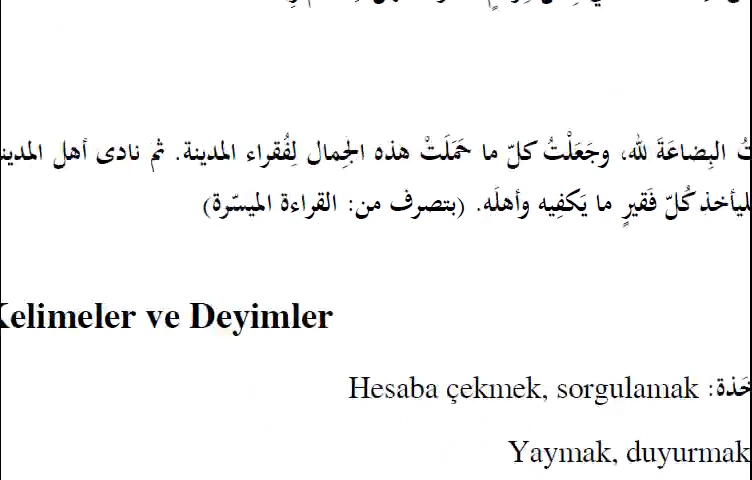 البِضاعَةَ لله، وجَعَلْتُ كلّ ما حَمَلَتْ هذه الجِمال لِفُقراء المدينة. ثم نادى أهل
ليأخذ كُلّ فَقيرٍ ما يَكفِيه وأهلَه. (بتصرف من: القراءة الميسّرة)
Kelimeler ve Deyimler
Hesaba çekmek, sorgulamak :
Yaymak, duyurmak